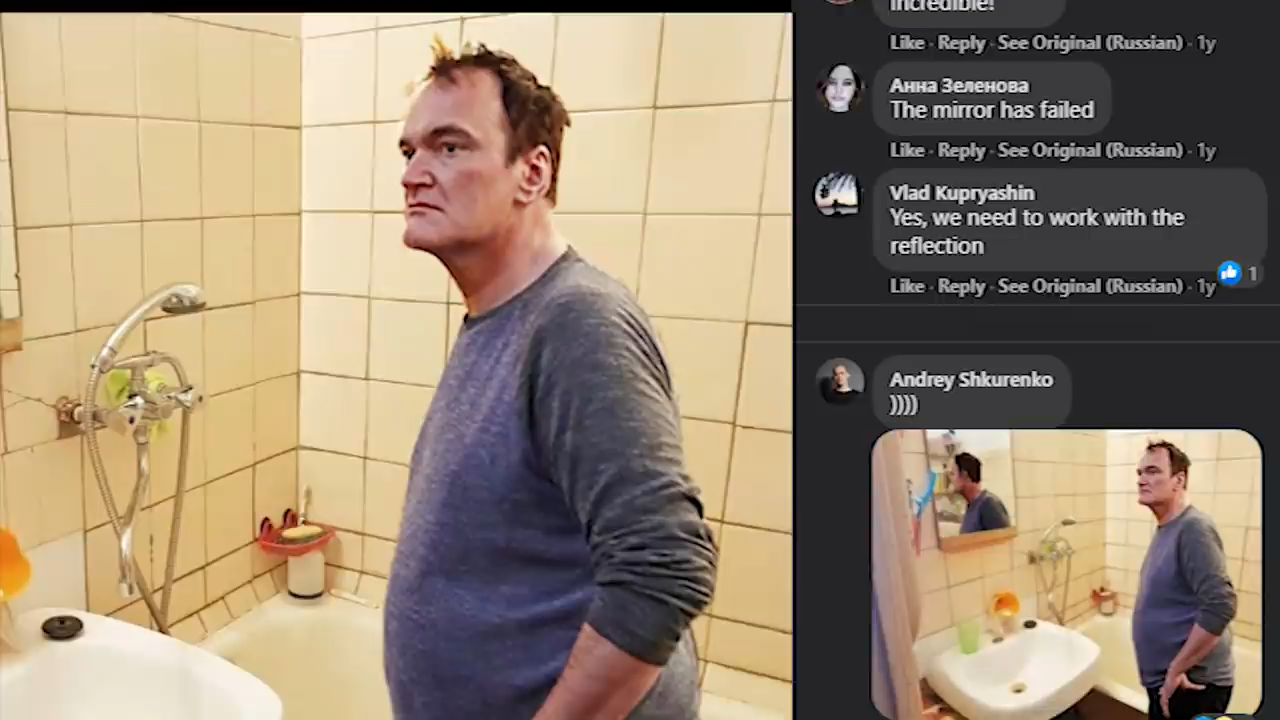 incredible!
Like · Reply · See Original (Russian) · 1y
Анна Зеленова
The mirror has failed
Like · Reply · See Original (Russian) · 1y
Vlad Kupryashin
Yes, we need to work with the
reflection
1
Like · Reply · See Original (Russian) · 1y
Andrey Shkurenko
))))